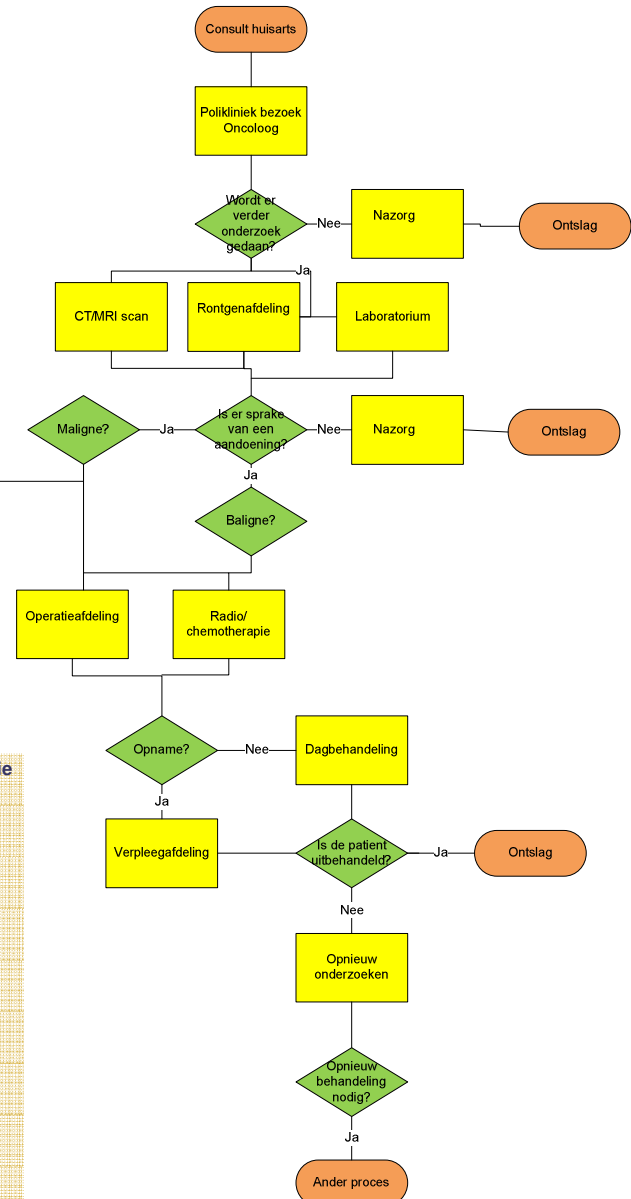 Consult huisarts
Polikliniek bezoek
Oncoloog
Wordt er
verder
onderzoek
gedaan?
Nee
Nazorg
Ontslag
Ja
CT/MRI scan
Rontgenafdeling
Laboratorium
Maligne?
Ja
Is er sprake
van een
aandoening?
Nee
Nazorg
Ontslag
Ja
Baligne?
Operatieafdeling
Radio/
chemotherapie
Opname?
Nee
Dagbehandeling
ie
Ja
Verpleegafdeling
Is de patient
uitbehandeld?
Ja
Ontslag
Nee
Opnieuw
onderzoeken
Opnieuw
behandeling
nodig?
Ja
Ander proces